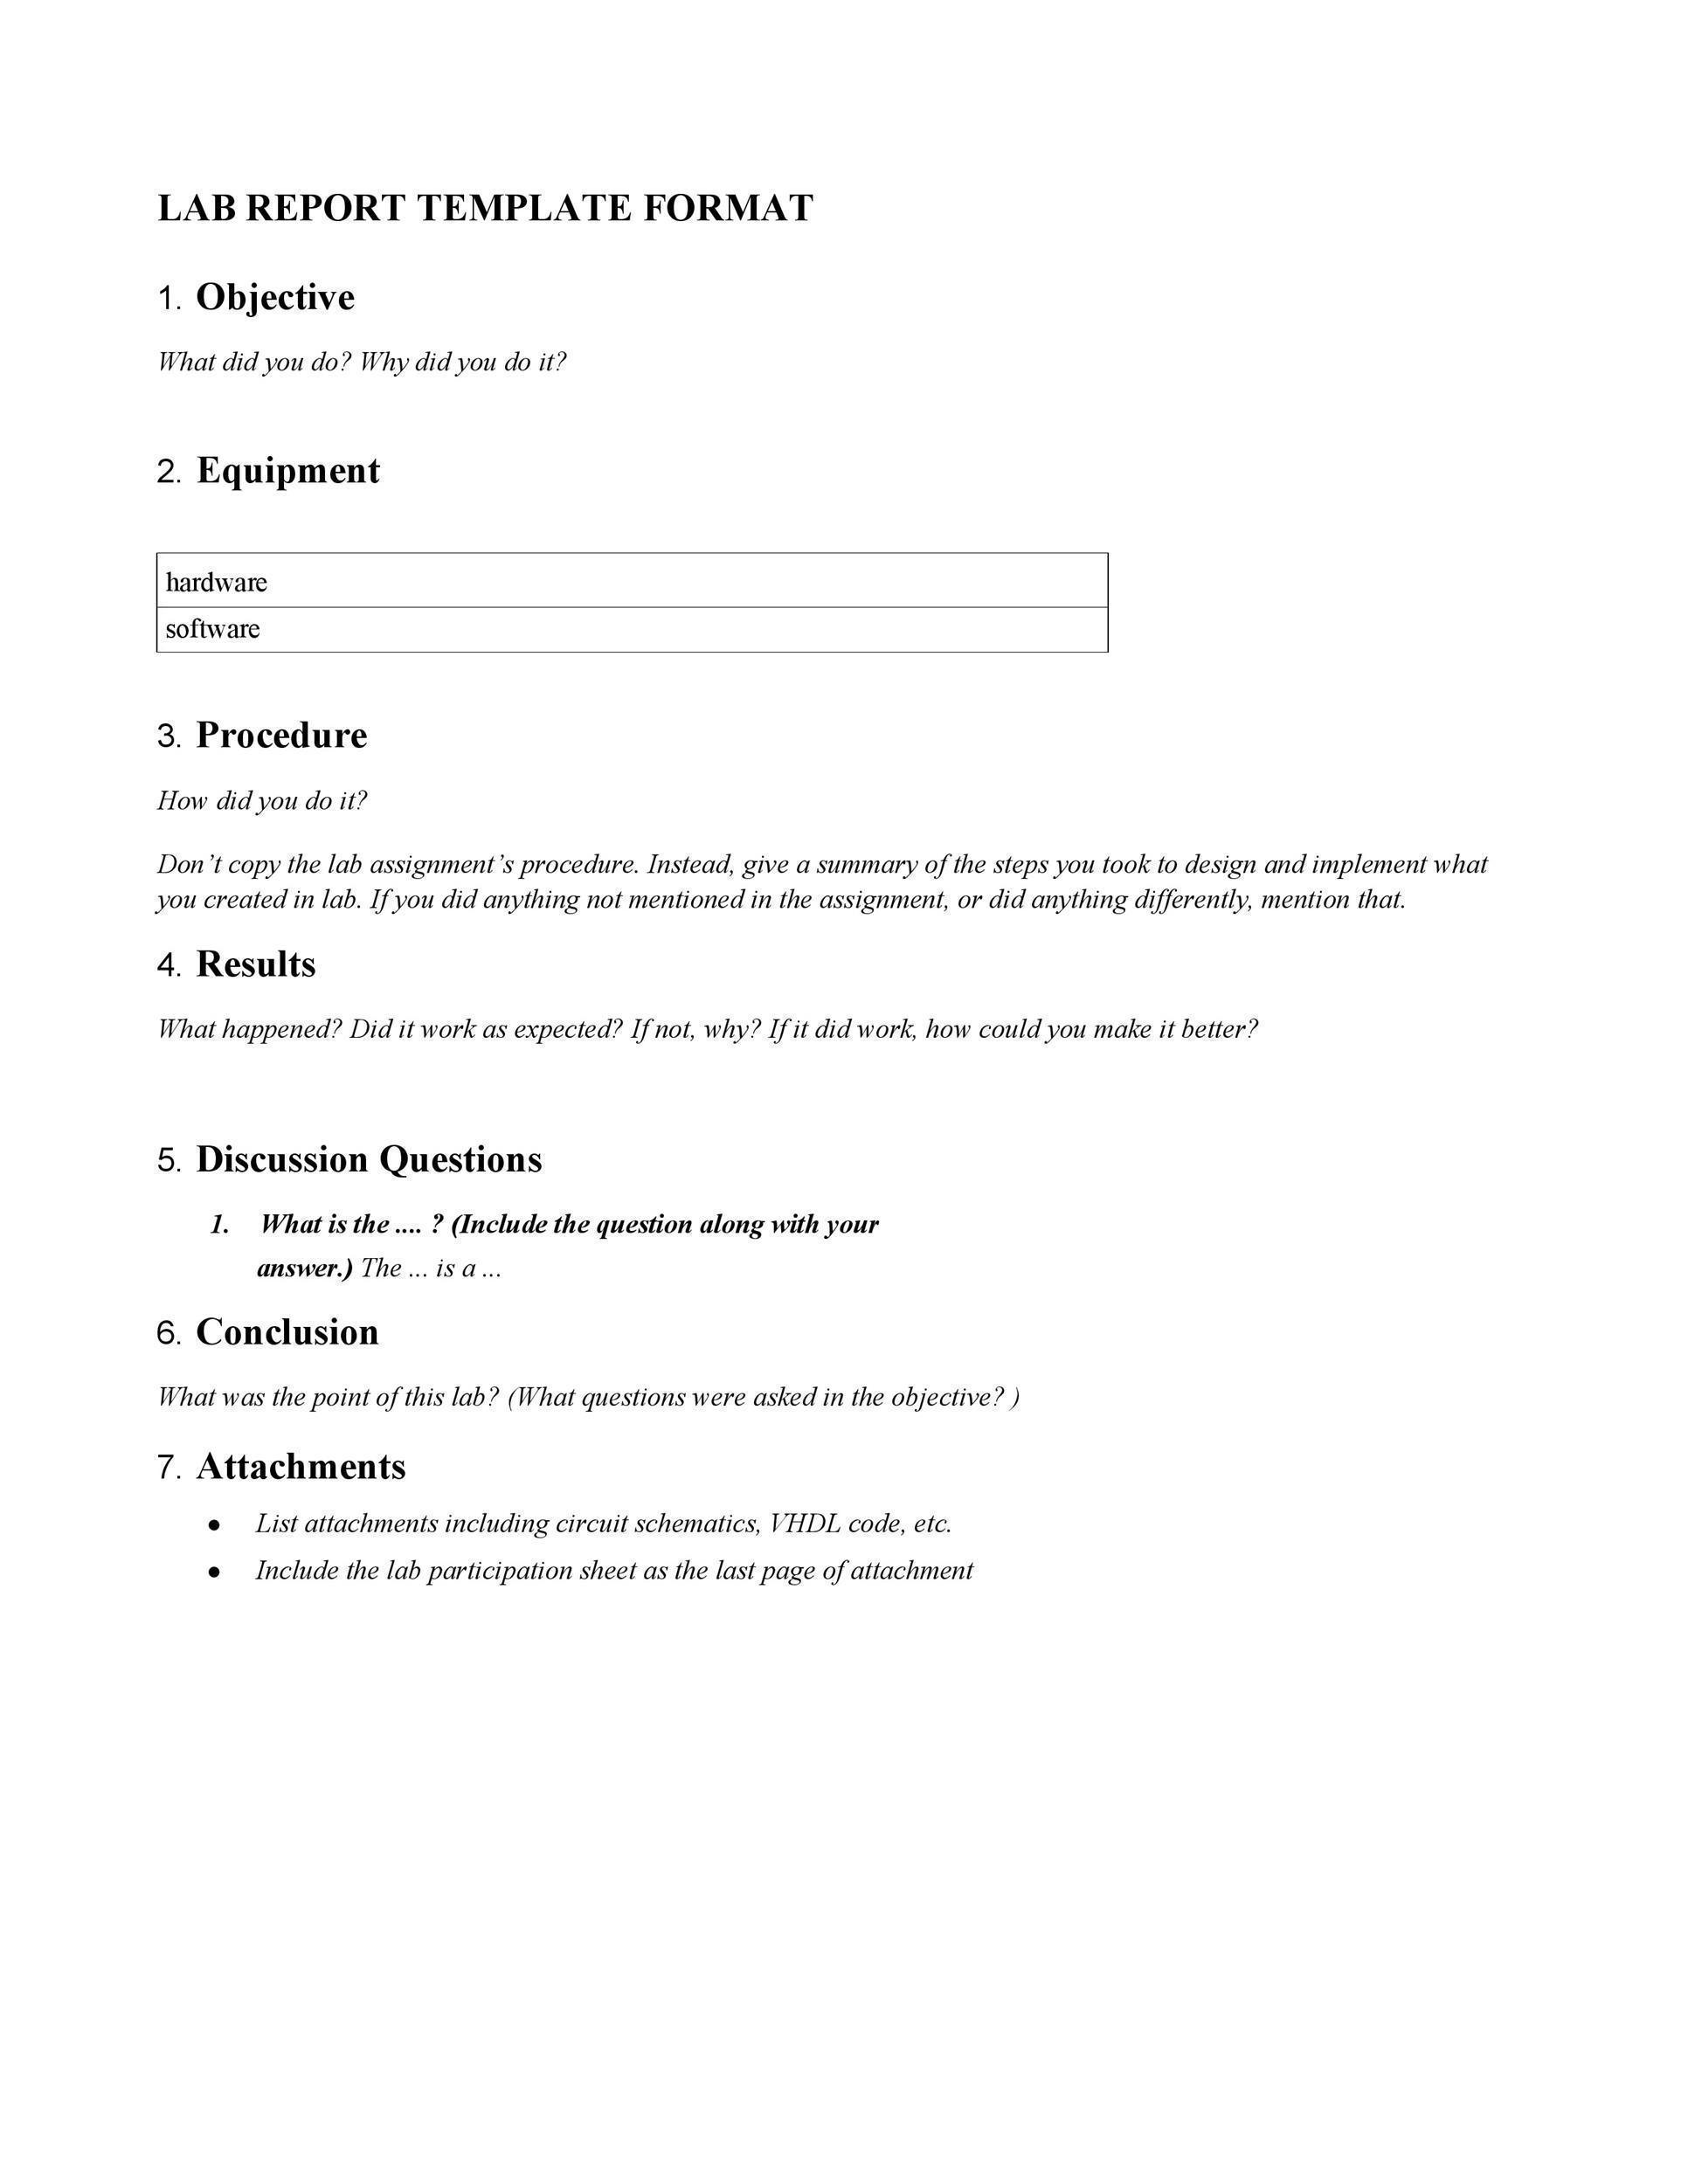 LAB REPORT TEMPLATE FORMAT
1. Objective
What did you do? Why did you do it?
2. Equipment
hardware
software
3. Procedure
How did you do it?
Don’t copy the lab assignment’s procedure. Instead, give a summary of the steps you took to design and implement what
you created in lab. If you did anything not mentioned in the assignment, or did anything differently, mention that.
4. Results
What happened? Did it work as expected? If not, why? If it did work, how could you make it better?
5. Discussion Questions
1. What is the .... ? (Include the question along with your
answer.) The ... is a ...
6. Conclusion
What was the point of this lab? (What questions were asked in the objective? )
7. Attachments
● List attachments including circuit schematics, VHDL code, etc.
● Include the lab participation sheet as the last page of attachment